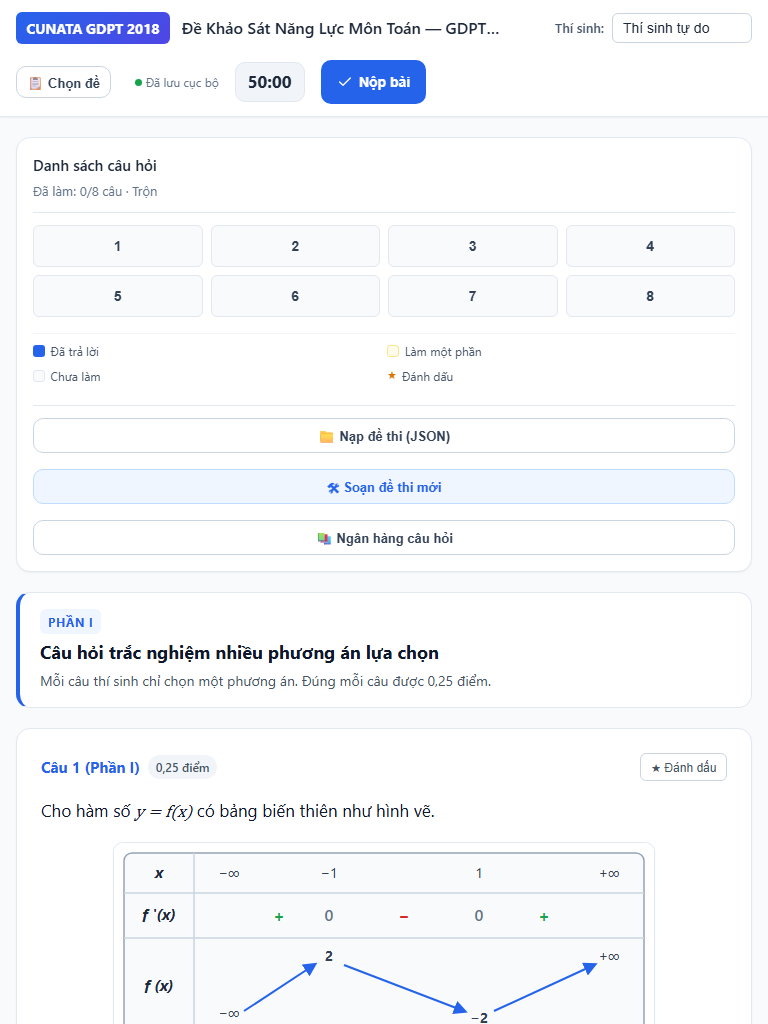 CUNATA GDPT 2018 Đề Khảo Sát Năng Lực Môn Toán — GDPT... Thí sinh: Thí sinh tự do
Chọn đề Đã lưu cục bộ 50:00 Nộp bài
Danh sách câu hỏi
Đã làm: 0/8 câu · Trộn
1 2 3 4
5 6 7 8
Đã trả lời Làm một phần
Chưa làm ★ Đánh dấu
Nạp đề thi (JSON)
Soạn đề thi mới
Ngân hàng câu hỏi
PHẦN I
Câu hỏi trắc nghiệm nhiều phương án lựa chọn
Mỗi câu thí sinh chỉ chọn một phương án. Đúng mỗi câu được 0,25 điểm.
Câu 1 (Phần I) 0,25 điểm ★ Đánh dấu
Cho hàm số y = f(x) có bảng biến thiên như hình vẽ.
x −∞ −1 1 +∞
f '(x) + 0 − 0 +
2 +∞
f (x)
−∞ −2